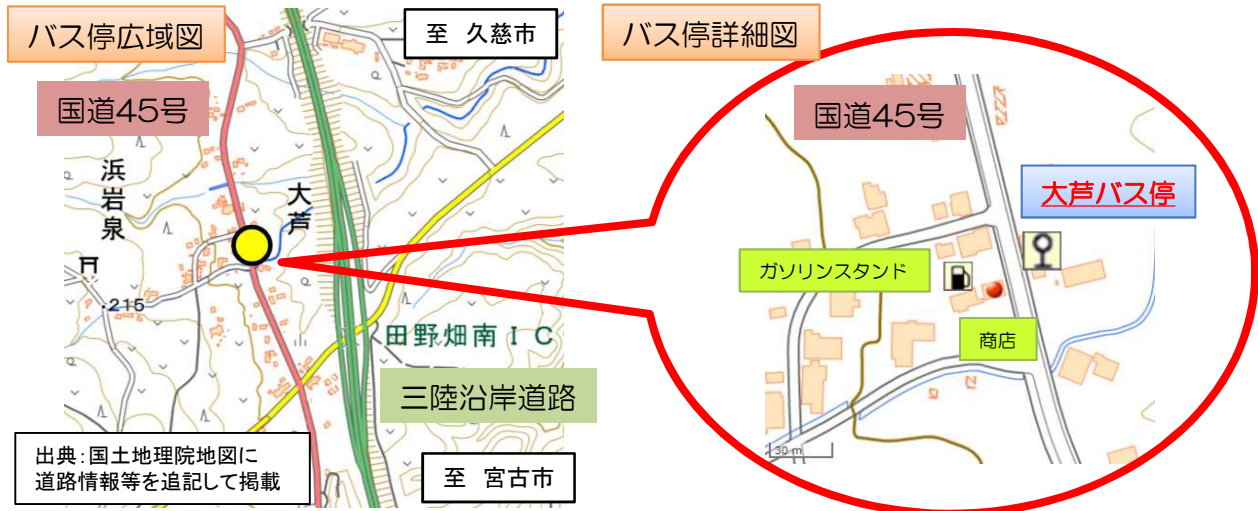 バス停広域図
至 久慈市
国道45号
浜岩泉
大芦
215
田野畑南IC
三陸沿岸道路
出典:国土地理院地図に
道路情報等を追記して掲載
至 宮古市
バス停詳細図
国道45号
大芦バス停
ガソリンスタンド
商店
30 m